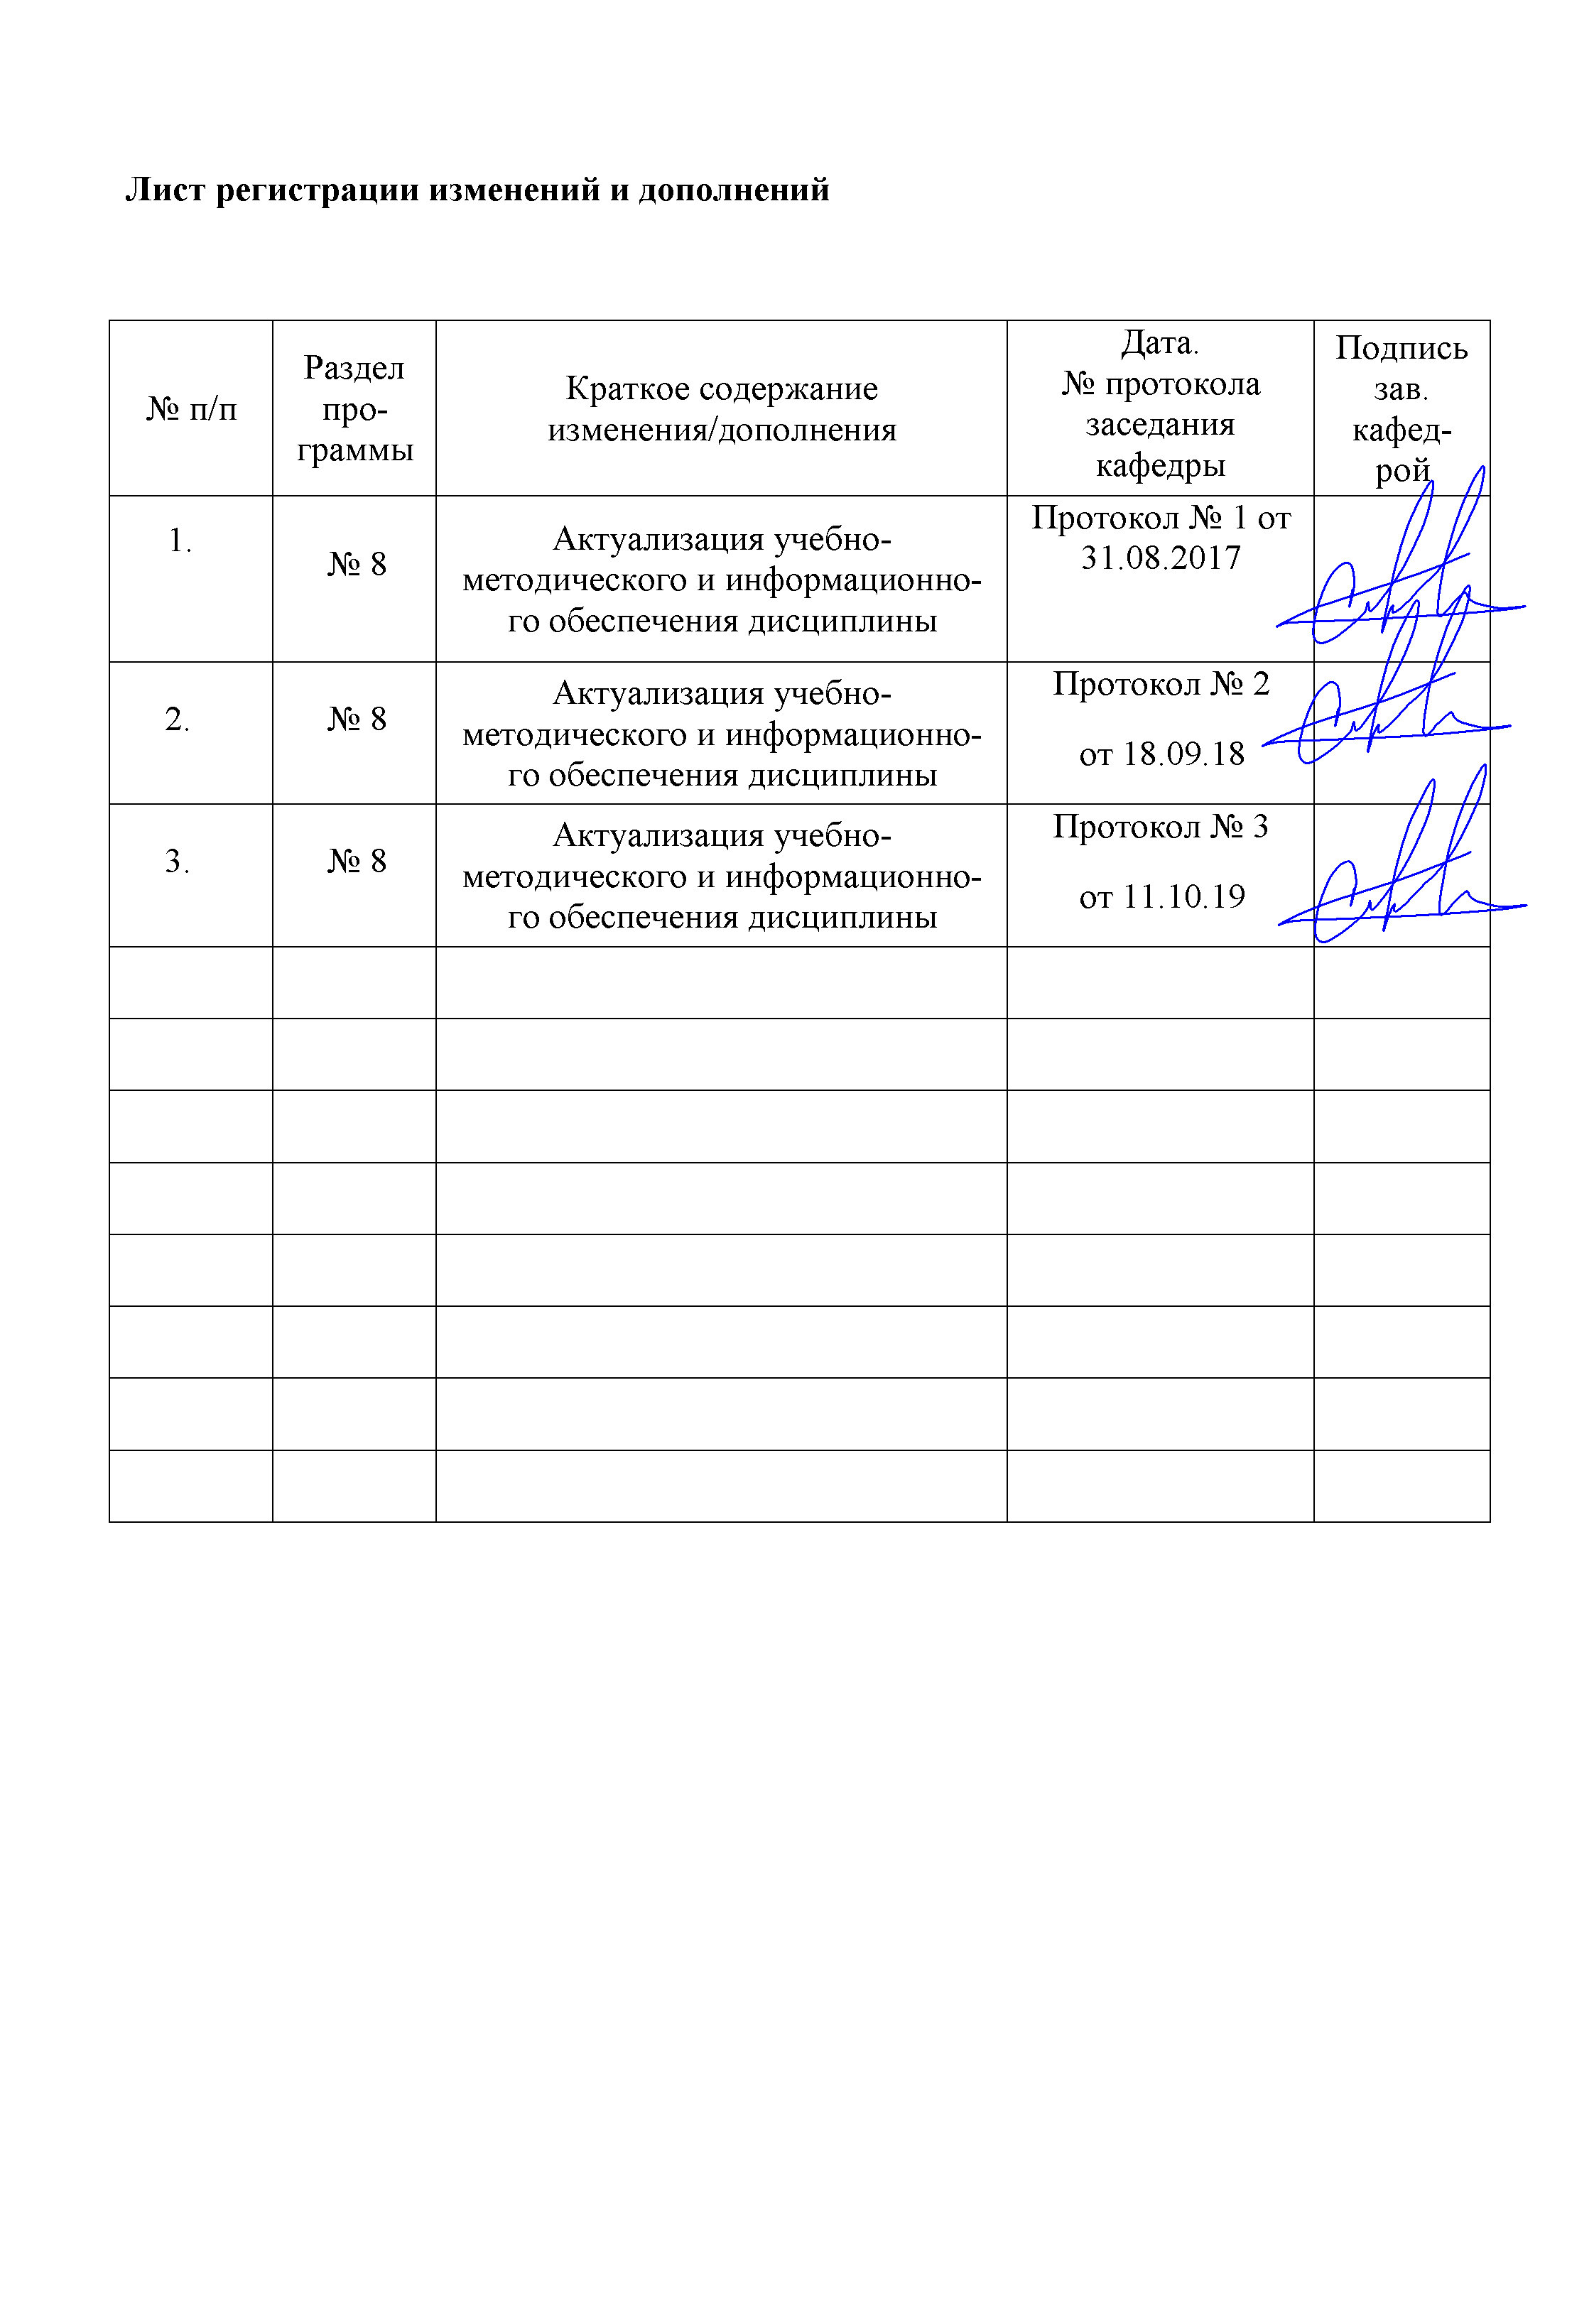 Лист регистрации изменений и дополнений
№ п/п
Раздел
про-
граммы
Краткое содержание
изменения/дополнения
Дата.
№ протокола
заседания
кафедры
Подпись
зав.
кафед-
рой
1.
№ 8
Актуализация учебно-
методического и информационно-
го обеспечения дисциплины
Протокол № 1 от
31.08.2017
2.
№ 8
Актуализация учебно-
методического и информационно-
го обеспечения дисциплины
Протокол № 2
от 18.09.18
3.
№ 8
Актуализация учебно-
методического и информационно-
го обеспечения дисциплины
Протокол № 3
от 11.10.19